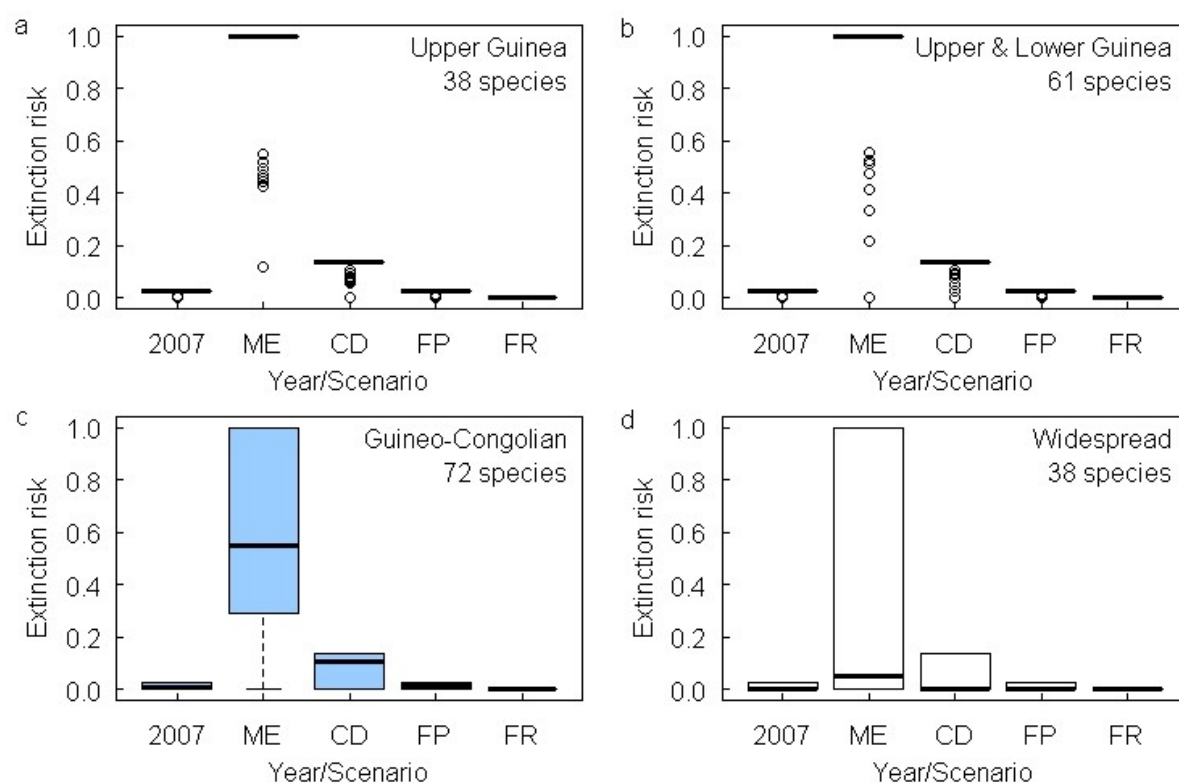 a
Upper Guinea
38 species
1.0
0.8
0.6
0.4
0.2
0.0
Extinction risk
2007 ME CD FP FR
Year/Scenario
b
Upper & Lower Guinea
61 species
1.0
0.8
0.6
0.4
0.2
0.0
Extinction risk
2007 ME CD FP FR
Year/Scenario
c
Guineo-Congolian
72 species
1.0
0.8
0.6
0.4
0.2
0.0
Extinction risk
2007 ME CD FP FR
Year/Scenario
d
Widespread
38 species
1.0
0.8
0.6
0.4
0.2
0.0
Extinction risk
2007 ME CD FP FR
Year/Scenario